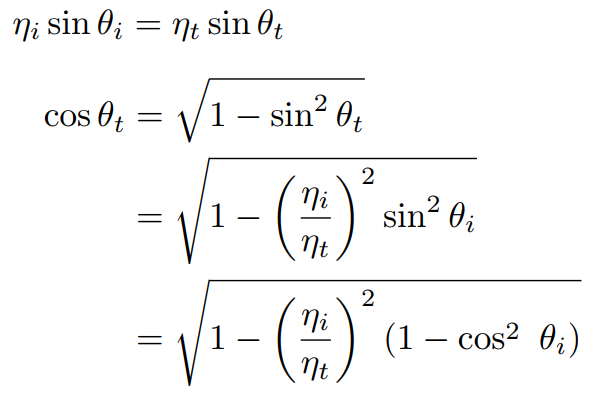 η_i sin θ_i = η_t sin θ_t
cos θ_t = √(1 − sin² θ_t)
= √(1 − (η_i/η_t)² sin² θ_i)
= √(1 − (η_i/η_t)² (1 − cos² θ_i))